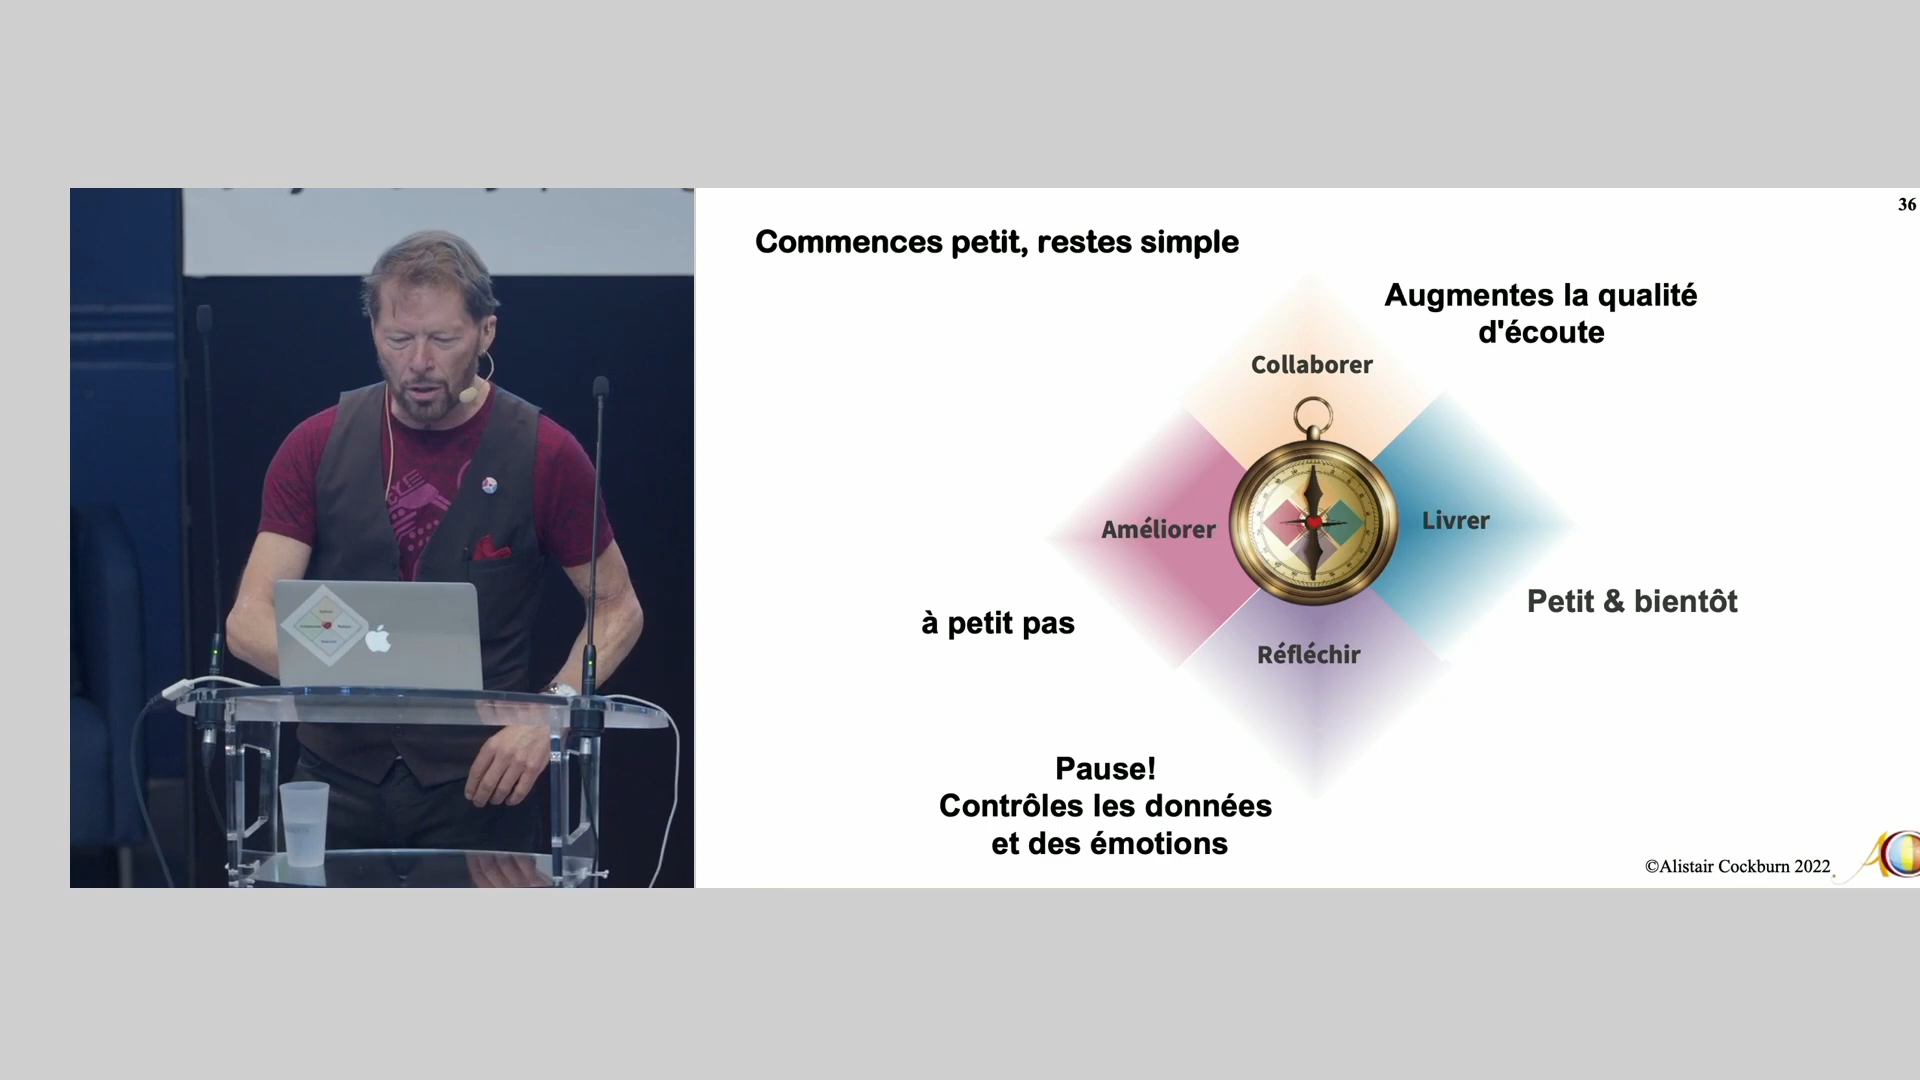 36
Commences petit, restes simple
Augmentes la qualité
d'écoute
Collaborer
Améliorer
Livrer
Petit & bientôt
à petit pas
Réfléchir
Pause!
Contrôles les données
et des émotions
©Alistair Cockburn 2022